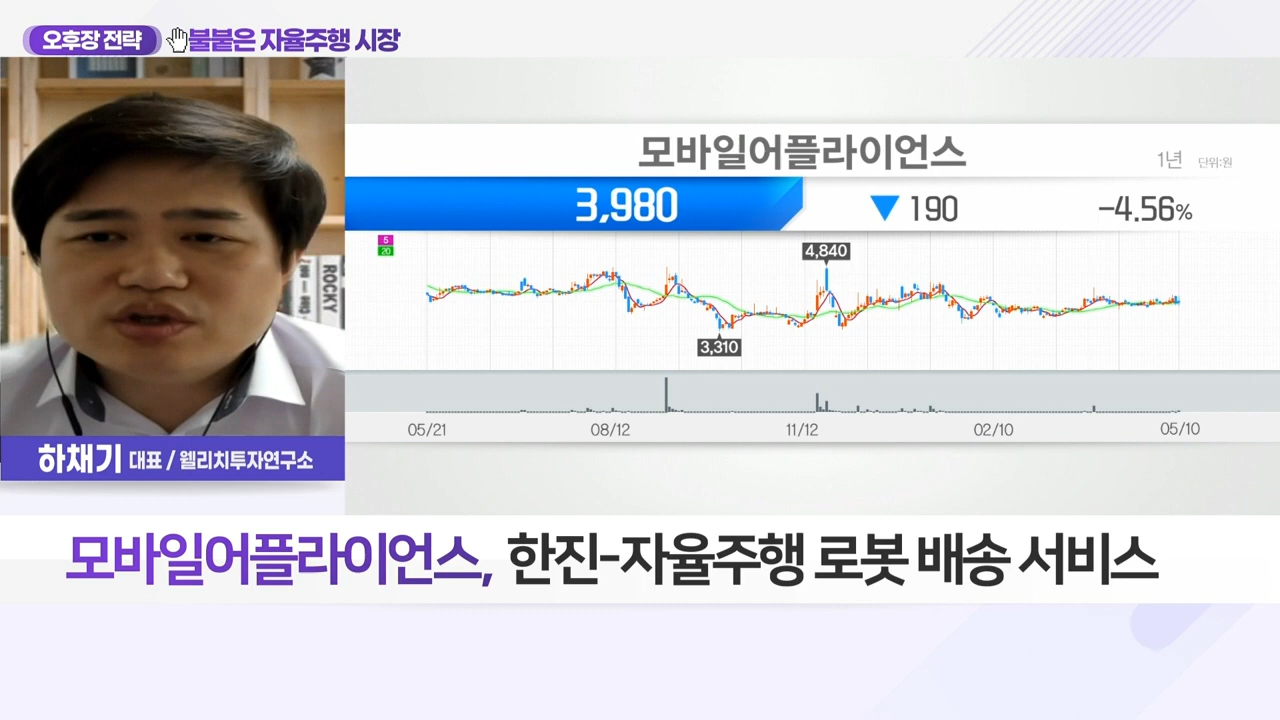 오후장 전략
불붙은 자율주행 시장
모바일어플라이언스
1년 단위:원
3,980
▼ 190
-4.56%
5
20
4,840
3,310
05/21
08/12
11/12
02/10
05/10
ROCKY
하채기 대표 / 웰리치투자연구소
모바일어플라이언스, 한진-자율주행 로봇 배송 서비스